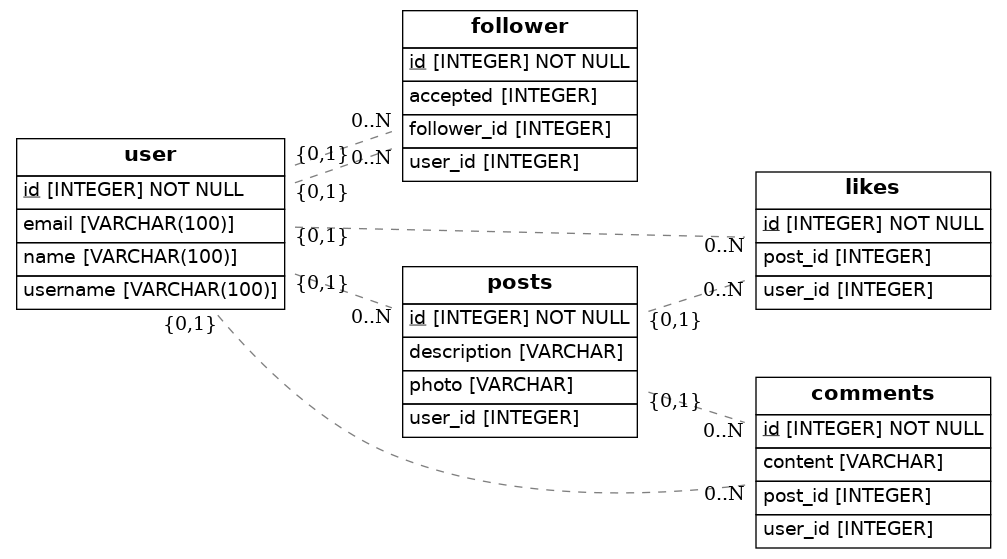 follower
id [INTEGER] NOT NULL
accepted [INTEGER]
follower_id [INTEGER]
user_id [INTEGER]
0..N
{0,1}
0..N
{0,1}
user
id [INTEGER] NOT NULL
email [VARCHAR(100)]
name [VARCHAR(100)]
username [VARCHAR(100)]
{0,1}
0..N
{0,1}
0..N
{0,1}
0..N
likes
id [INTEGER] NOT NULL
post_id [INTEGER]
user_id [INTEGER]
posts
id [INTEGER] NOT NULL
description [VARCHAR]
photo [VARCHAR]
user_id [INTEGER]
0..N
{0,1}
{0,1}
0..N
comments
id [INTEGER] NOT NULL
content [VARCHAR]
post_id [INTEGER]
user_id [INTEGER]